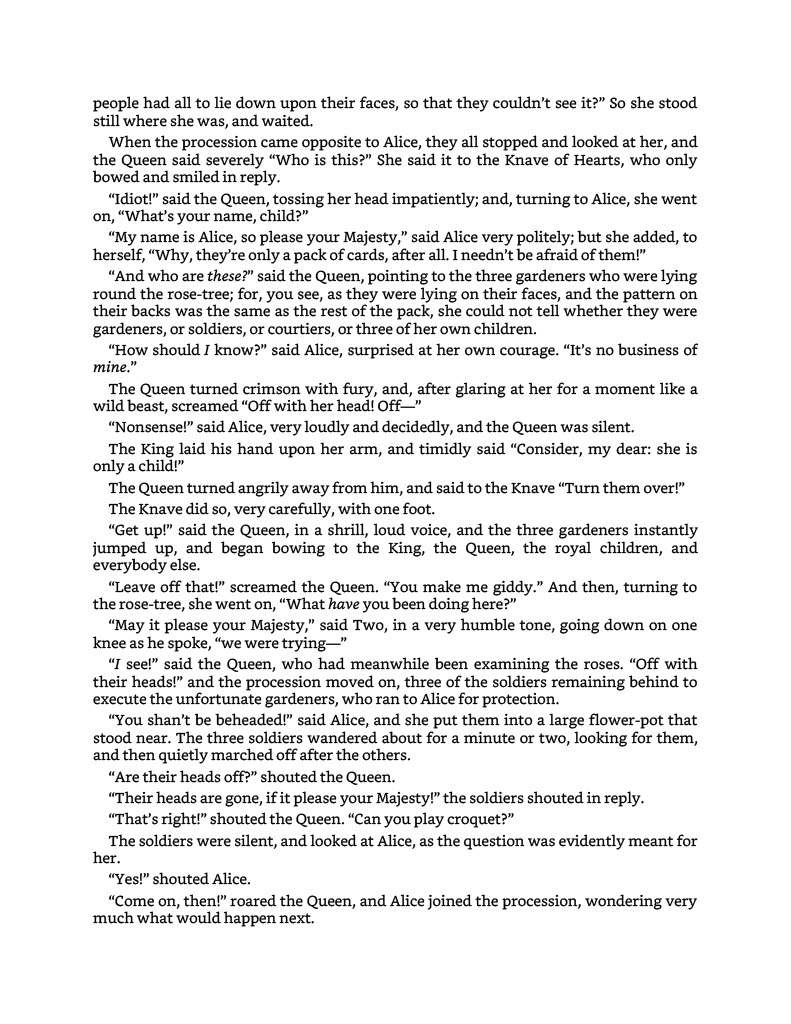 people had all to lie down upon their faces, so that they couldn’t see it?” So she stood
still where she was, and waited.
When the procession came opposite to Alice, they all stopped and looked at her, and
the Queen said severely “Who is this?” She said it to the Knave of Hearts, who only
bowed and smiled in reply.
“Idiot!” said the Queen, tossing her head impatiently; and, turning to Alice, she went
on, “What’s your name, child?”
“My name is Alice, so please your Majesty,” said Alice very politely; but she added, to
herself, “Why, they’re only a pack of cards, after all. I needn’t be afraid of them!”
“And who are these?” said the Queen, pointing to the three gardeners who were lying
round the rose-tree; for, you see, as they were lying on their faces, and the pattern on
their backs was the same as the rest of the pack, she could not tell whether they were
gardeners, or soldiers, or courtiers, or three of her own children.
“How should I know?” said Alice, surprised at her own courage. “It’s no business of
mine.”
The Queen turned crimson with fury, and, after glaring at her for a moment like a
wild beast, screamed “Off with her head! Off—”
“Nonsense!” said Alice, very loudly and decidedly, and the Queen was silent.
The King laid his hand upon her arm, and timidly said “Consider, my dear: she is
only a child!”
The Queen turned angrily away from him, and said to the Knave “Turn them over!”
The Knave did so, very carefully, with one foot.
“Get up!” said the Queen, in a shrill, loud voice, and the three gardeners instantly
jumped up, and began bowing to the King, the Queen, the royal children, and
everybody else.
“Leave off that!” screamed the Queen. “You make me giddy.” And then, turning to
the rose-tree, she went on, “What have you been doing here?”
“May it please your Majesty,” said Two, in a very humble tone, going down on one
knee as he spoke, “we were trying—”
“I see!” said the Queen, who had meanwhile been examining the roses. “Off with
their heads!” and the procession moved on, three of the soldiers remaining behind to
execute the unfortunate gardeners, who ran to Alice for protection.
“You shan’t be beheaded!” said Alice, and she put them into a large flower-pot that
stood near. The three soldiers wandered about for a minute or two, looking for them,
and then quietly marched off after the others.
“Are their heads off?” shouted the Queen.
“Their heads are gone, if it please your Majesty!” the soldiers shouted in reply.
“That’s right!” shouted the Queen. “Can you play croquet?”
The soldiers were silent, and looked at Alice, as the question was evidently meant for
her.
“Yes!” shouted Alice.
“Come on, then!” roared the Queen, and Alice joined the procession, wondering very
much what would happen next.